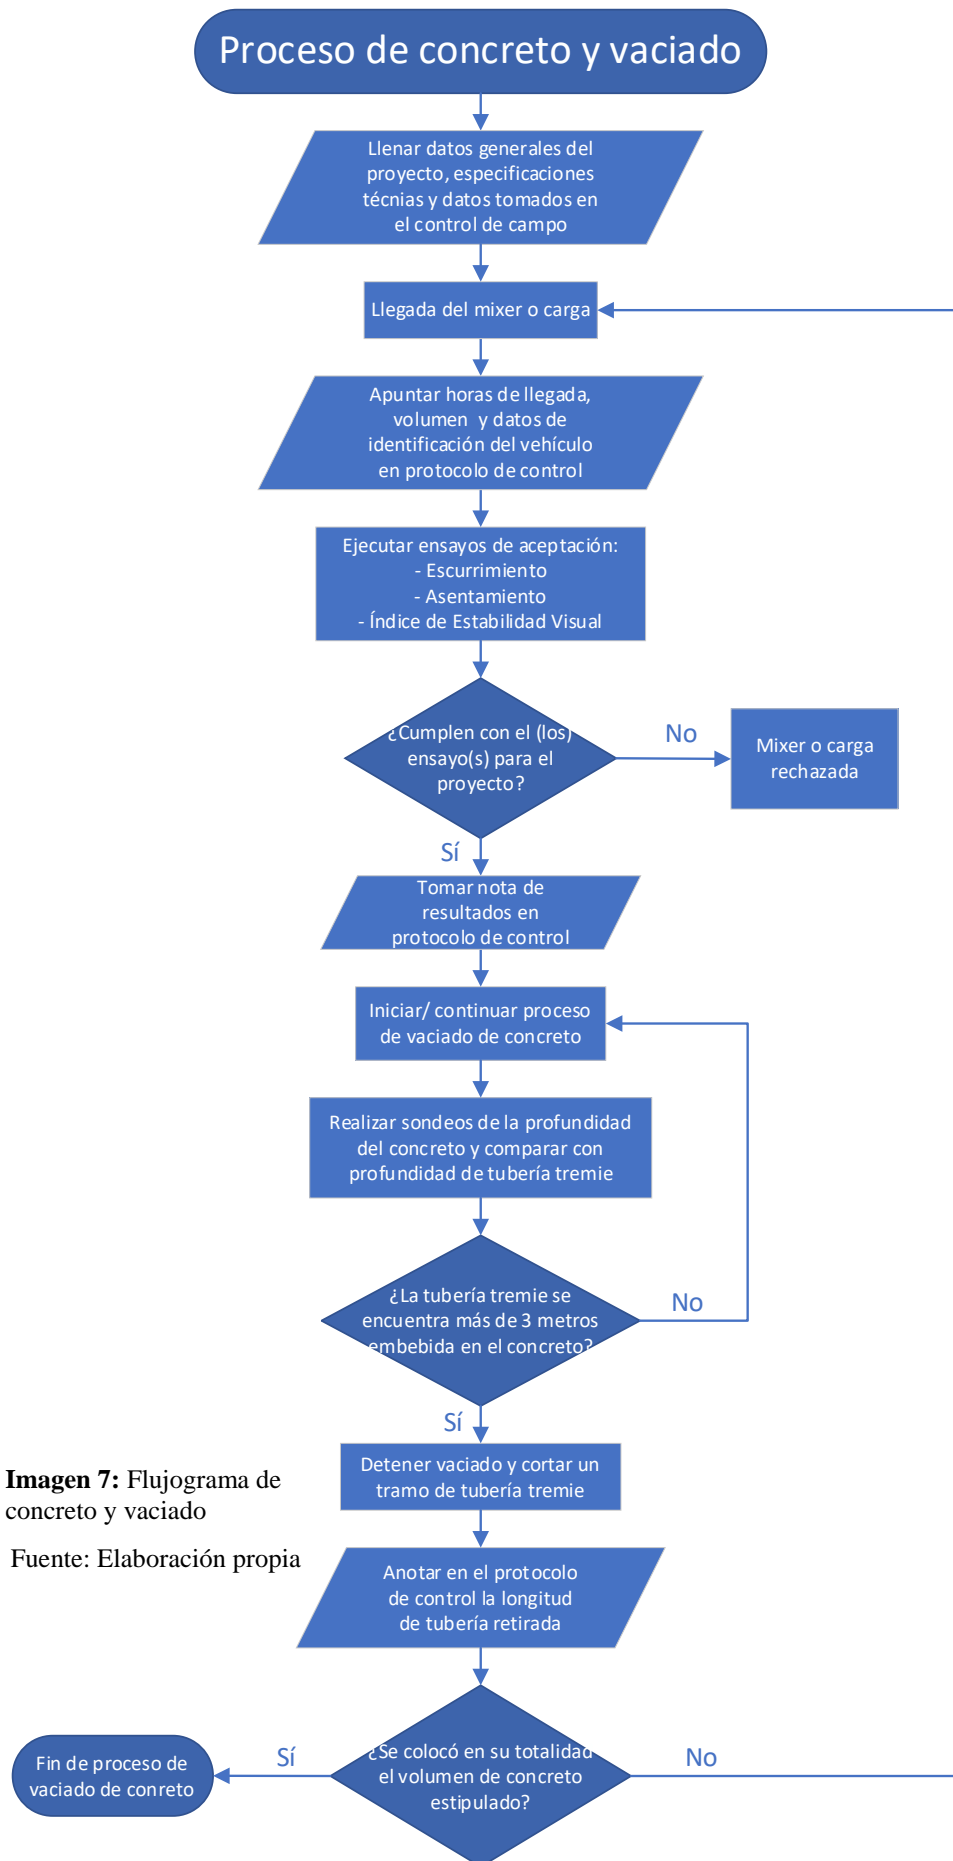 Proceso de concreto y vaciado
Llenar datos generales del
proyecto, especificaciones
técnias y datos tomados en
el control de campo
Llegada del mixer o carga
Apuntar horas de llegada,
volumen y datos de
identificación del vehículo
en protocolo de control
Ejecutar ensayos de aceptación:
- Escurrimiento
- Asentamiento
- Índice de Estabilidad Visual
¿Cumplen con el (los)
ensayo(s) para el
proyecto?
No
Mixer o carga
rechazada
Sí
Tomar nota de
resultados en
protocolo de control
Iniciar/ continuar proceso
de vaciado de concreto
Realizar sondeos de la profundidad
del concreto y comparar con
profundidad de tubería tremie
¿La tubería tremie se
encuentra más de 3 metros
embebida en el concreto?
No
Sí
Detener vaciado y cortar un
tramo de tubería tremie
Imagen 7: Flujograma de
concreto y vaciado
Fuente: Elaboración propia
Anotar en el protocolo
de control la longitud
de tubería retirada
¿Se colocó en su totalidad
el volumen de concreto
estipulado?
Sí
No
Fin de proceso de
vaciado de conreto